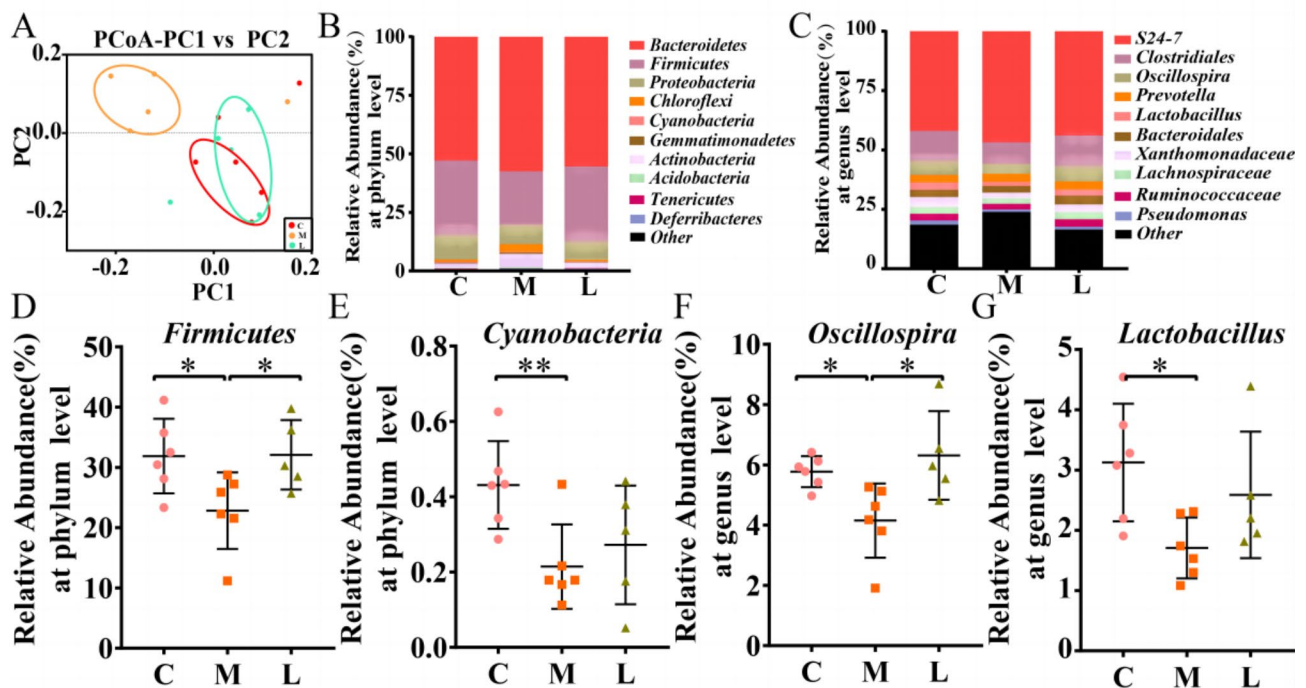 A
PCoA-PC1 vs PC2
0.2
0.0
-0.2
PC2
-0.2
0.0
0.2
PC1
C
M
L
B
Relative Abundance(%)
at phylum level
100
75
50
25
0
C M L
Bacteroidetes
Firmicutes
Proteobacteria
Chloroflexi
Cyanobacteria
Gemmatimonadetes
Actinobacteria
Acidobacteria
Tenericutes
Deferribacteres
Other
C
Relative Abundance(%)
at genus level
100
75
50
25
0
C M L
S24-7
Clostridiales
Oscillospira
Prevotella
Lactobacillus
Bacteroidales
Xanthomonadaceae
Lachnospiraceae
Ruminococcaceae
Pseudomonas
Other
D
Firmicutes
Relative Abundance(%)
at phylum level
50
40
30
20
10
0
* *
C M L
E
Cyanobacteria
Relative Abundance(%)
at phylum level
0.8
0.6
0.4
0.2
0.0
**
C M L
F
Oscillospira
Relative Abundance(%)
at genus level
10
8
6
4
2
0
* *
C M L
G
Lactobacillus
Relative Abundance(%)
at genus level
5
4
3
2
1
0
*
C M L